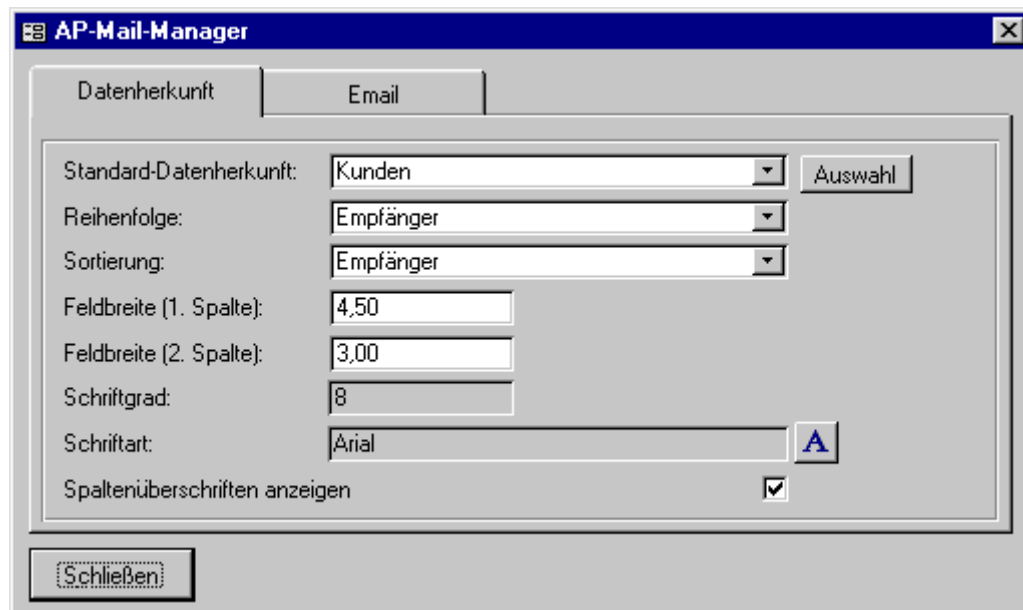 AP-Mail-Manager
Datenherkunft Email
Standard-Datenherkunft: Kunden Auswahl
Reihenfolge: Empfänger
Sortierung: Empfänger
Feldbreite (1. Spalte): 4,50
Feldbreite (2. Spalte): 3,00
Schriftgrad: 8
Schriftart: Arial A
Spaltenüberschriften anzeigen
Schließen